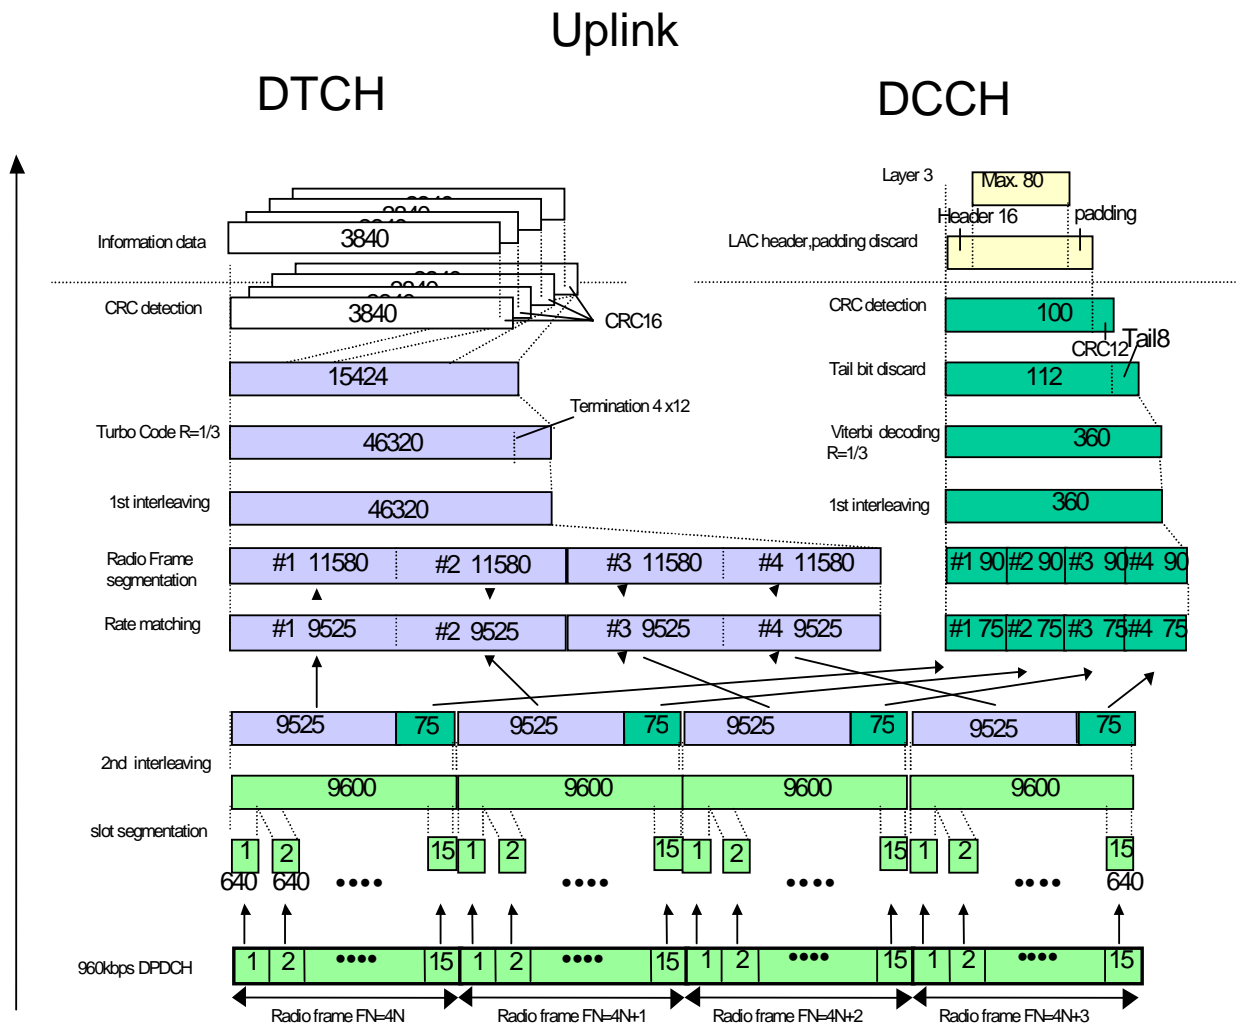 Uplink
DTCH
DCCH
Layer 3
Max. 80
Header 16
padding
Information data
3840
LAC header,padding discard
CRC detection
3840
CRC16
CRC detection
100
CRC12
Tail8
15424
Tail bit discard
112
Termination 4 x12
Turbo Code R=1/3
46320
Viterbi decoding
R=1/3
360
1st interleaving
46320
1st interleaving
360
Radio Frame
segmentation
#1 11580
#2 11580
#3 11580
#4 11580
#1 90
#2 90
#3 90
#4 90
Rate matching
#1 9525
#2 9525
#3 9525
#4 9525
#1 75
#2 75
#3 75
#4 75
9525
75
9525
75
9525
75
9525
75
2nd interleaving
9600
9600
9600
9600
slot segmentation
1
2
15
1
2
15
1
2
15
1
2
15
640
640
••••
••••
••••
••••
640
960kbps DPDCH
1
2
••••
15
1
2
••••
15
1
2
••••
15
1
2
••••
15
Radio frame FN=4N
Radio frame FN=4N+1
Radio frame FN=4N+2
Radio frame FN=4N+3